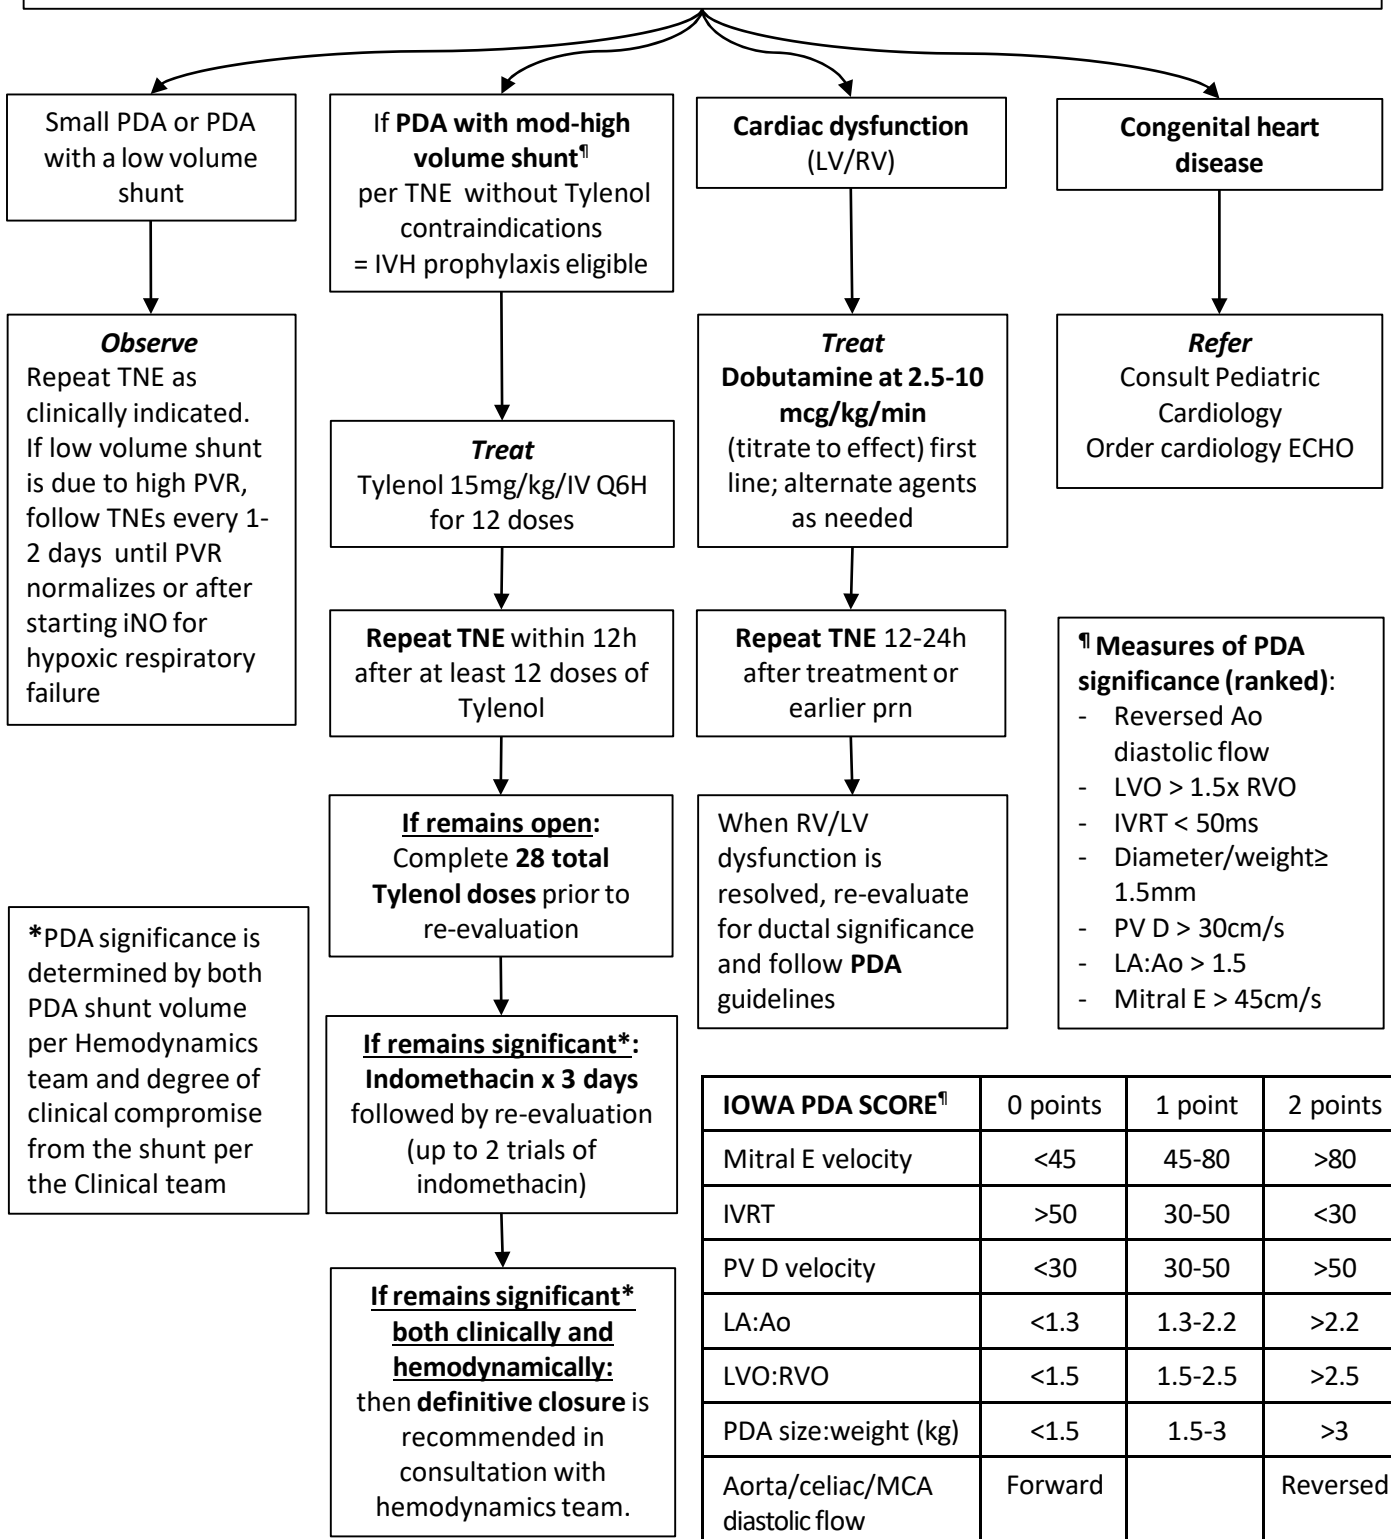 Small PDA or PDA
with a low volume
shunt
If PDA with mod-high
volume shunt¶
per TNE without Tylenol
contraindications
= IVH prophylaxis eligible
Cardiac dysfunction
(LV/RV)
Congenital heart
disease
Observe
Repeat TNE as
clinically indicated.
If low volume shunt
is due to high PVR,
follow TNEs every 1-
2 days until PVR
normalizes or after
starting iNO for
hypoxic respiratory
failure
Treat
Tylenol 15mg/kg/IV Q6H
for 12 doses
Treat
Dobutamine at 2.5-10
mcg/kg/min
(titrate to effect) first
line; alternate agents
as needed
Refer
Consult Pediatric
Cardiology
Order cardiology ECHO
Repeat TNE within 12h
after at least 12 doses of
Tylenol
Repeat TNE 12-24h
after treatment or
earlier prn
¶ Measures of PDA
significance (ranked):
- Reversed Ao
diastolic flow
- LVO > 1.5x RVO
- IVRT < 50ms
- Diameter/weight≥
1.5mm
- PV D > 30cm/s
- LA:Ao > 1.5
- Mitral E > 45cm/s
If remains open:
Complete 28 total
Tylenol doses prior to
re-evaluation
When RV/LV
dysfunction is
resolved, re-evaluate
for ductal significance
and follow PDA
guidelines
*PDA significance is
determined by both
PDA shunt volume
per Hemodynamics
team and degree of
clinical compromise
from the shunt per
the Clinical team
If remains significant*:
Indomethacin x 3 days
followed by re-evaluation
(up to 2 trials of
indomethacin)
If remains significant*
both clinically and
hemodynamically:
then definitive closure is
recommended in
consultation with
hemodynamics team.
IOWA PDA SCORE¶ 0 points 1 point 2 points
Mitral E velocity <45 45-80 >80
IVRT >50 30-50 <30
PV D velocity <30 30-50 >50
LA:Ao <1.3 1.3-2.2 >2.2
LVO:RVO <1.5 1.5-2.5 >2.5
PDA size:weight (kg) <1.5 1.5-3 >3
Aorta/celiac/MCA Forward Reversed
diastolic flow